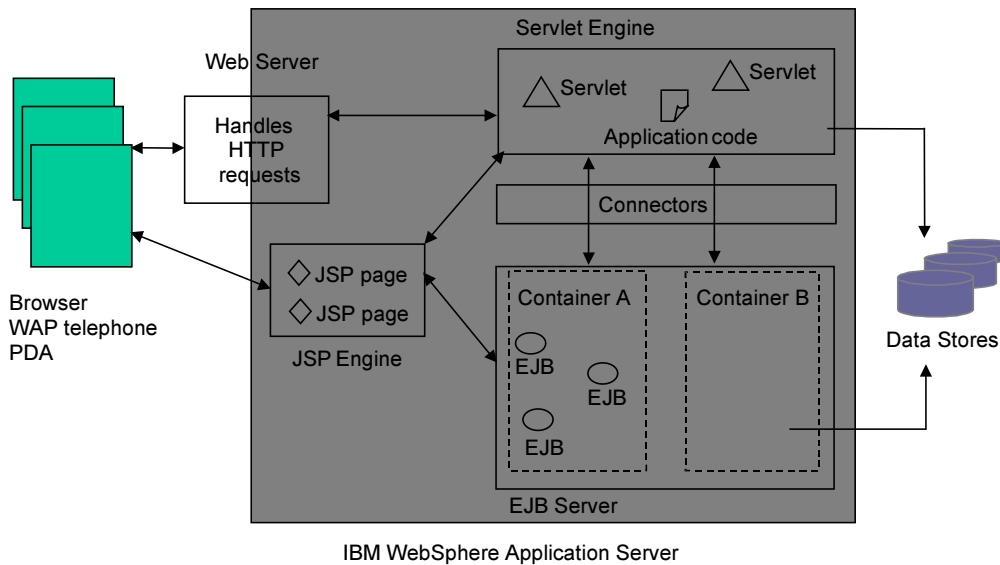 Servlet Engine
Web Server
Servlet
Servlet
Application code
Handles
HTTP
requests
Connectors
JSP page
JSP page
JSP Engine
Container A
Container B
EJB
EJB
EJB
EJB Server
Browser
WAP telephone
PDA
Data Stores
IBM WebSphere Application Server